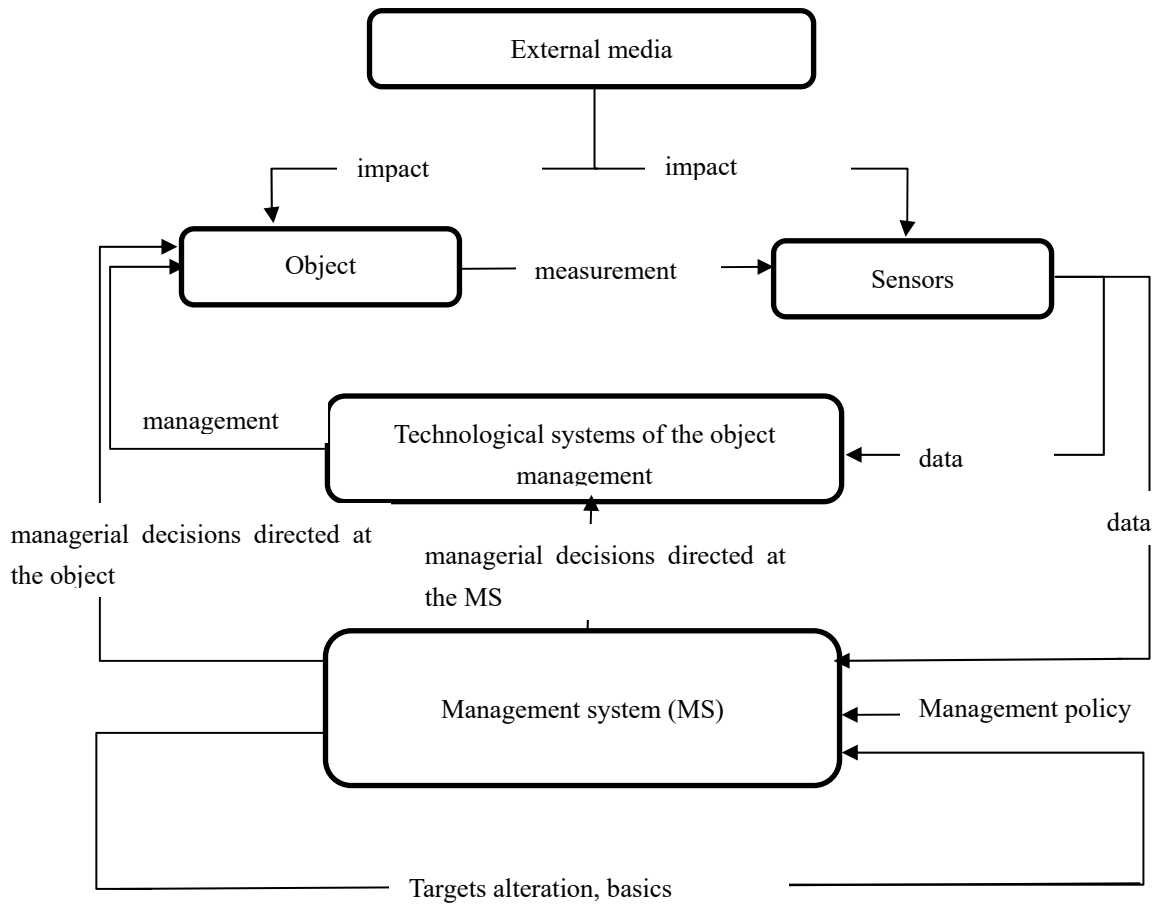 External media
impact
impact
Object
measurement
Sensors
management
Technological systems of the object
management
data
managerial decisions directed at
the object
data
managerial decisions directed at
the MS
Management system (MS)
Management policy
Targets alteration, basics